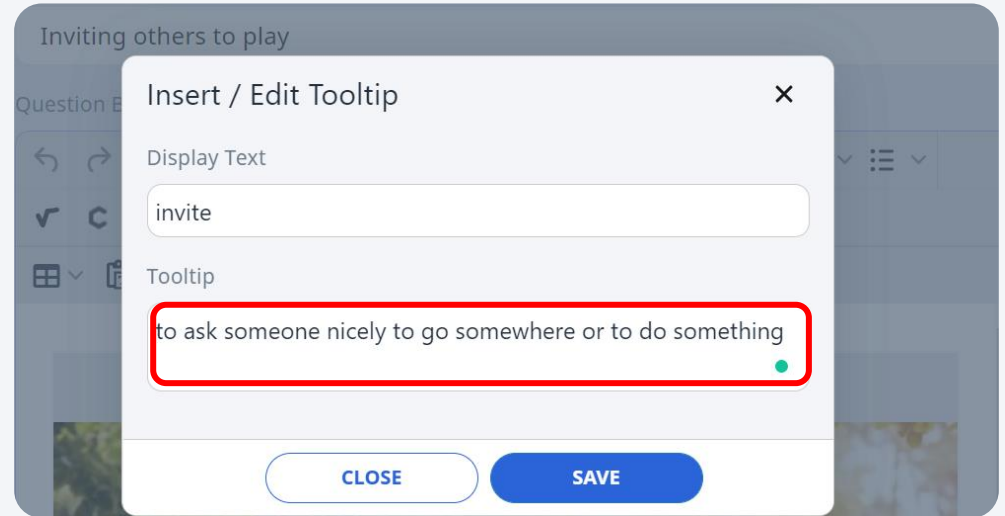 Inviting others to play
Insert / Edit Tooltip
Question
Display Text
invite
Tooltip
to ask someone nicely to go somewhere or to do something
CLOSE
SAVE